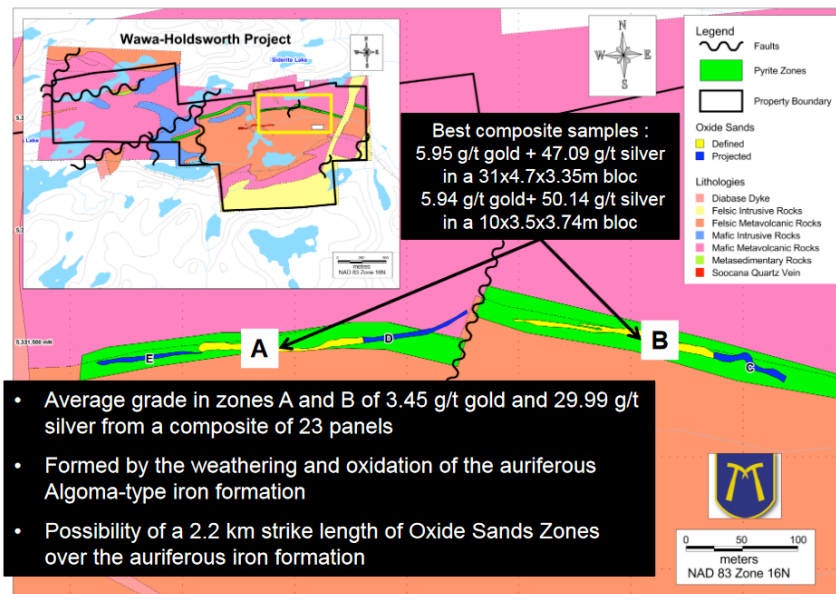 Wawa-Holdsworth Project
Siderite Lake
Lake
N
W E
S
metres
NAD 83 Zone 16N
Legend
Faults
Pyrite Zones
Property Boundary
Oxide Sands
Defined
Projected
Lithologies
Diabase Dyke
Felsic Intrusive Rocks
Felsic Metavolcanic Rocks
Mafic Intrusive Rocks
Mafic Metavolcanic Rocks
Metasedimentary Rocks
Soocana Quartz Vein
Best composite samples :
5.95 g/t gold + 47.09 g/t silver
in a 31x4.7x3.35m bloc
5.94 g/t gold+ 50.14 g/t silver
in a 10x3.5x3.74m bloc
5,331,500 mN
E
A
D
B
C
• Average grade in zones A and B of 3.45 g/t gold and 29.99 g/t
silver from a composite of 23 panels
• Formed by the weathering and oxidation of the auriferous
Algoma-type iron formation
• Possibility of a 2.2 km strike length of Oxide Sands Zones
over the auriferous iron formation
0 50 100
meters
NAD 83 Zone 16N